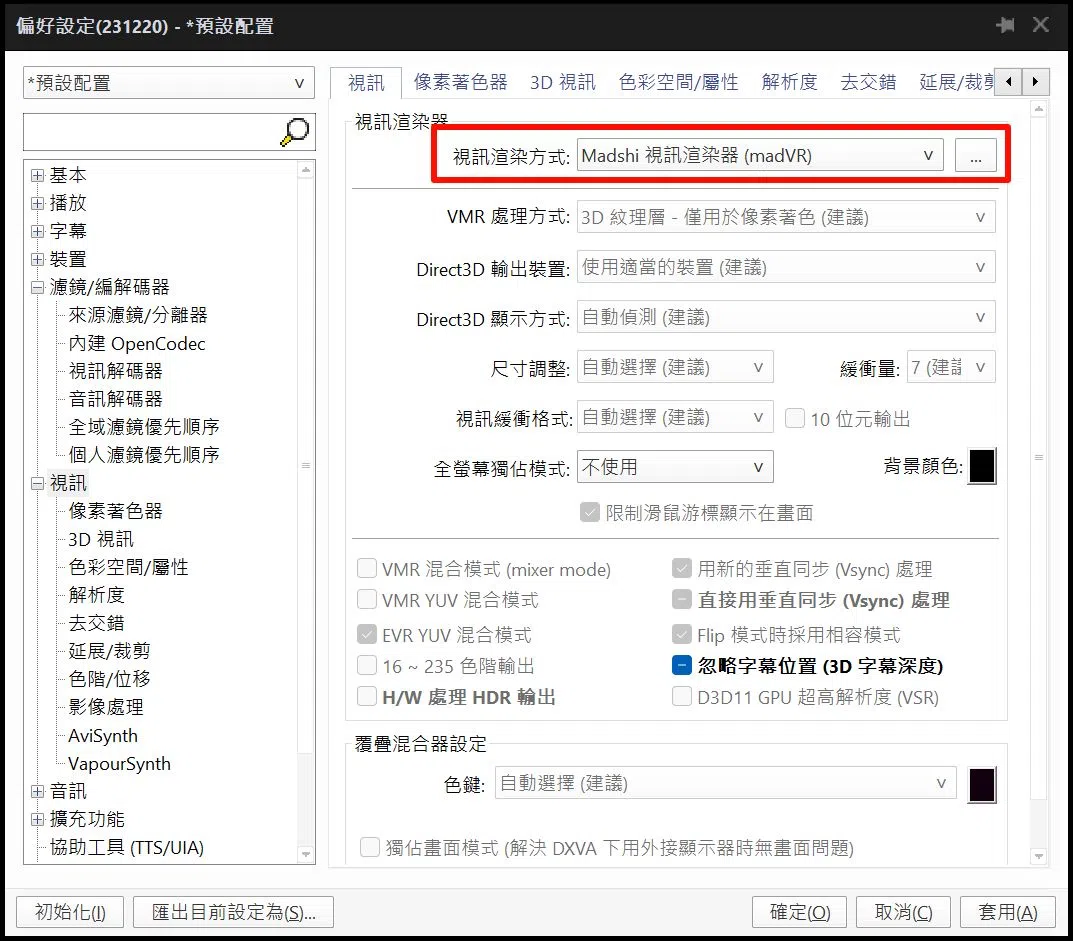 偏好設定(231220) - *預設配置
*預設配置
基本
播放
字幕
裝置
濾鏡/編解碼器
來源濾鏡/分離器
內建 OpenCodec
視訊解碼器
音訊解碼器
全域濾鏡優先順序
個人濾鏡優先順序
視訊
像素著色器
3D 視訊
色彩空間/屬性
解析度
去交錯
延展/裁剪
色階/位移
影像處理
AviSynth
VapourSynth
音訊
擴充功能
協助工具 (TTS/UIA)
視訊 像素著色器 3D 視訊 色彩空間/屬性 解析度 去交錯 延展/裁剪
視訊渲染器
視訊渲染方式: Madshi 視訊渲染器 (madVR) ...
VMR 處理方式: 3D 紋理層 - 僅用於像素著色 (建議)
Direct3D 輸出裝置: 使用適當的裝置 (建議)
Direct3D 顯示方式: 自動偵測 (建議)
尺寸調整: 自動選擇 (建議) 緩衝量: 7 (建議
視訊緩衝格式: 自動選擇 (建議) 10 位元輸出
全螢幕獨佔模式: 不使用 背景顏色:
限制滑鼠游標顯示在畫面
VMR 混合模式 (mixer mode) 用新的垂直同步 (Vsync) 處理
VMR YUV 混合模式 直接用垂直同步 (Vsync) 處理
EVR YUV 混合模式 Flip 模式時採用相容模式
16 ~ 235 色階輸出 忽略字幕位置 (3D 字幕深度)
H/W 處理 HDR 輸出 D3D11 GPU 超高解析度 (VSR)
覆疊混合器設定
色鍵: 自動選擇 (建議)
獨佔畫面模式 (解決 DXVA 下用外接顯示器時無畫面問題)
初始化(I) 匯出目前設定為(S)... 確定(O) 取消(C) 套用(A)